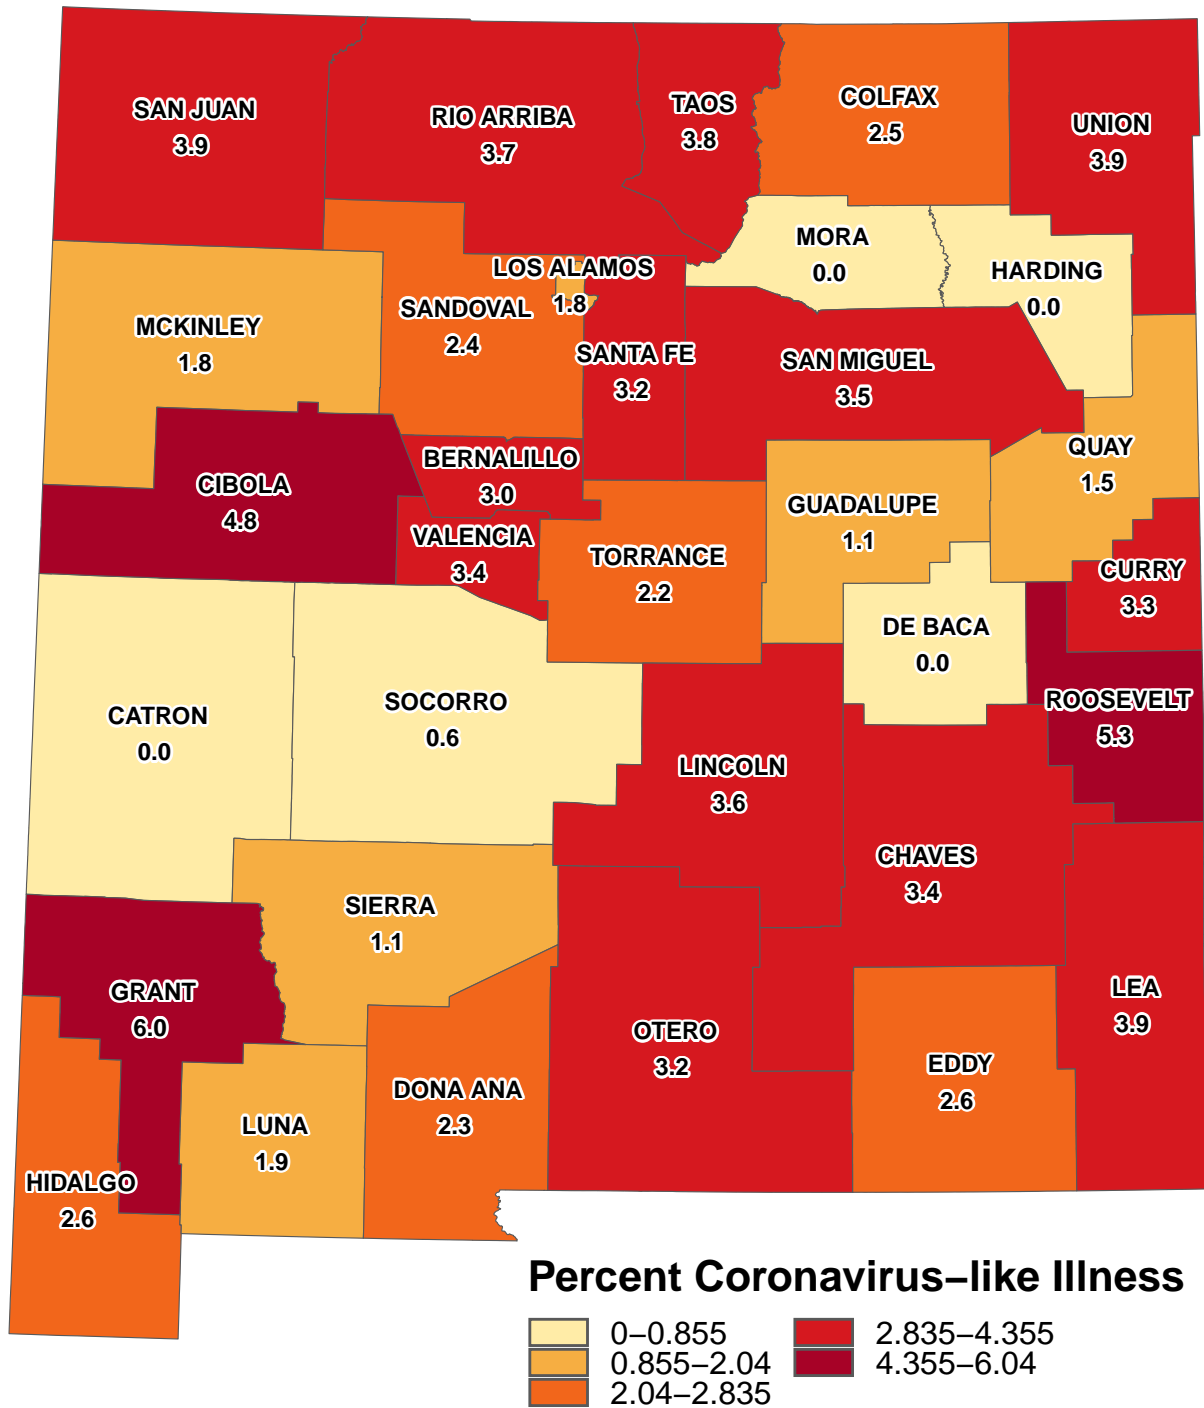 SAN JUAN
3.9
RIO ARRIBA
3.7
TAOS
3.8
COLFAX
2.5
UNION
3.9
MORA
0.0
HARDING
0.0
LOS ALAMOS
1.8
SANDOVAL
2.4
MCKINLEY
1.8
SANTA FE
3.2
SAN MIGUEL
3.5
QUAY
1.5
BERNALILLO
3.0
CIBOLA
4.8
GUADALUPE
1.1
VALENCIA
3.4
TORRANCE
2.2
CURRY
3.3
DE BACA
0.0
ROOSEVELT
5.3
CATRON
0.0
SOCORRO
0.6
LINCOLN
3.6
CHAVES
3.4
SIERRA
1.1
GRANT
6.0
LEA
3.9
OTERO
3.2
EDDY
2.6
DONA ANA
2.3
LUNA
1.9
HIDALGO
2.6
Percent Coronavirus−like Illness
0−0.855
0.855−2.04
2.04−2.835
2.835−4.355
4.355−6.04